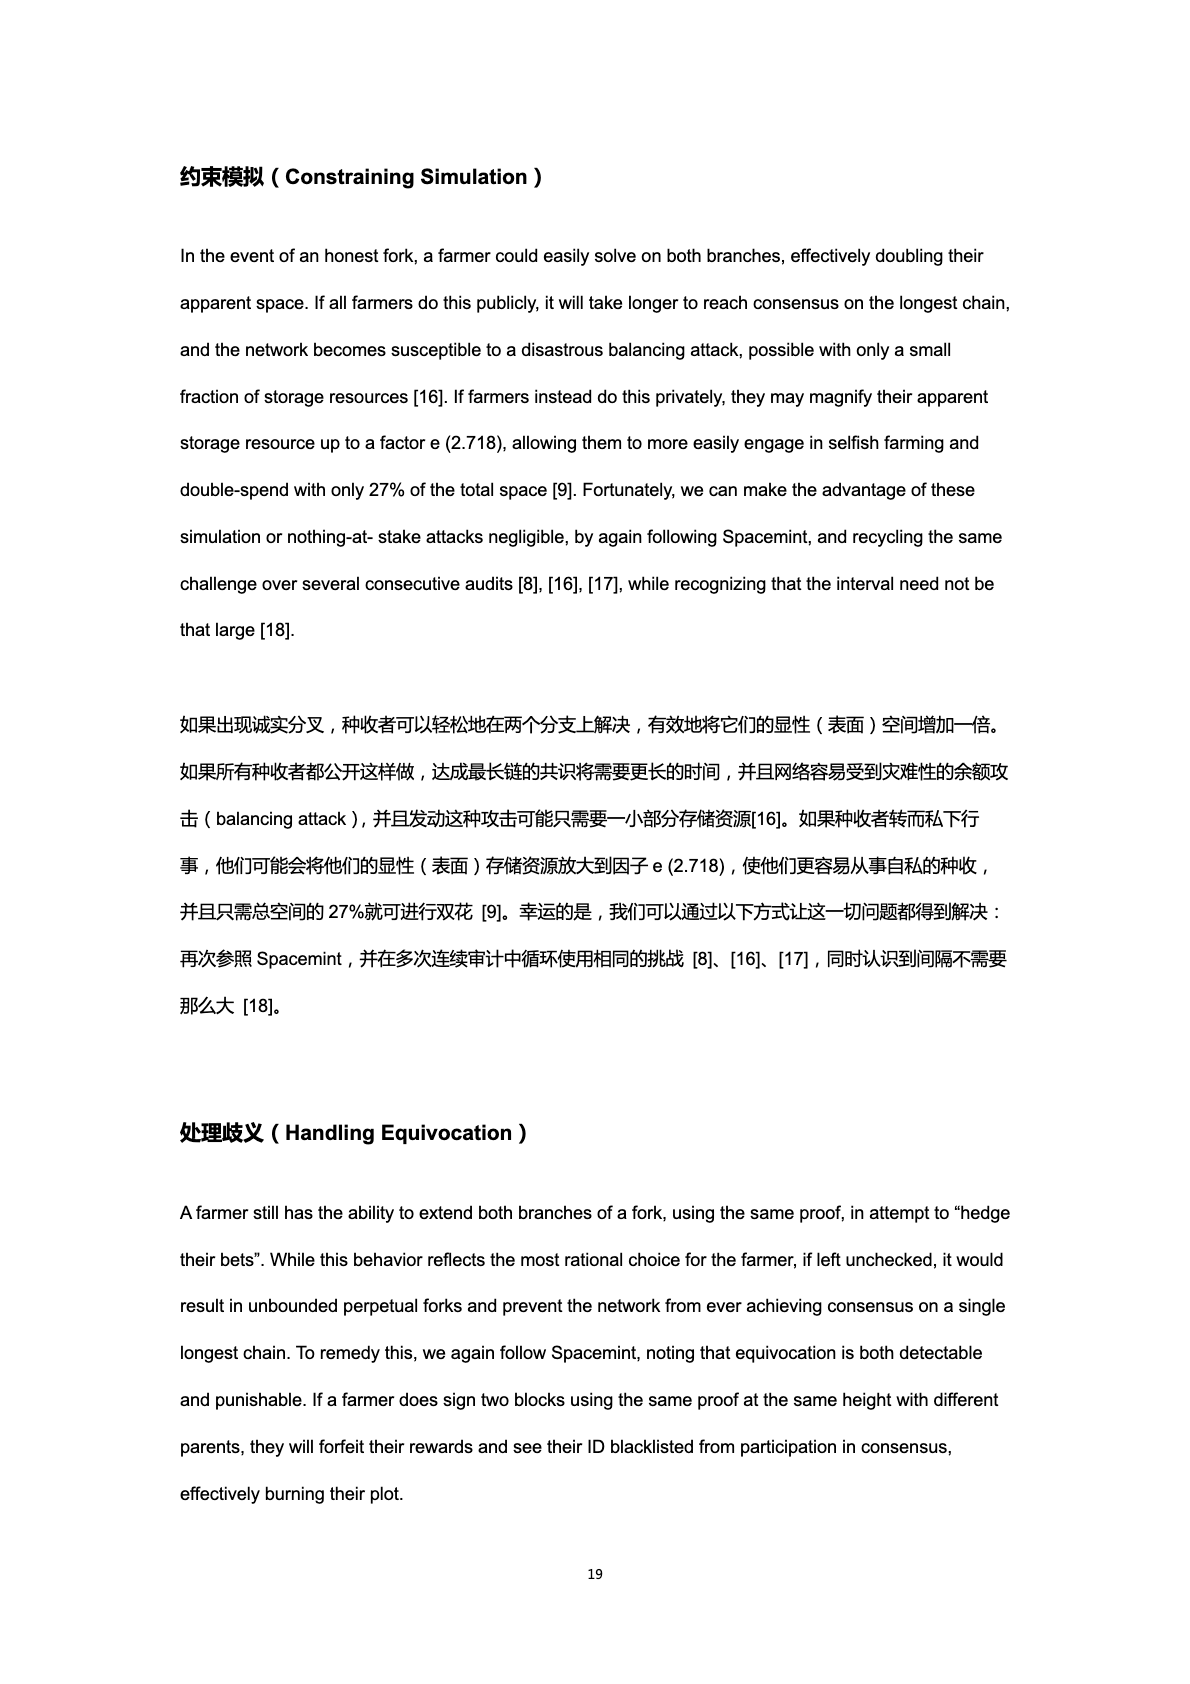 约束模拟（Constraining Simulation）
In the event of an honest fork, a farmer could easily solve on both branches, effectively doubling their
apparent space. If all farmers do this publicly, it will take longer to reach consensus on the longest chain,
and the network becomes susceptible to a disastrous balancing attack, possible with only a small
fraction of storage resources [16]. If farmers instead do this privately, they may magnify their apparent
storage resource up to a factor e (2.718), allowing them to more easily engage in selfish farming and
double-spend with only 27% of the total space [9]. Fortunately, we can make the advantage of these
simulation or nothing-at- stake attacks negligible, by again following Spacemint, and recycling the same
challenge over several consecutive audits [8], [16], [17], while recognizing that the interval need not be
that large [18].
如果出现诚实分叉，种收者可以轻松地在两个分支上解决，有效地将它们的显性（表面）空间增加一倍。
如果所有种收者都公开这样做，达成最长链的共识将需要更长的时间，并且网络容易受到灾难性的余额攻
击（balancing attack），并且发动这种攻击可能只需要一小部分存储资源[16]。如果种收者转而私下行
事，他们可能会将他们的显性（表面）存储资源放大到因子 e (2.718)，使他们更容易从事自私的种收，
并且只需总空间的 27%就可进行双花 [9]。幸运的是，我们可以通过以下方式让这一切问题都得到解决：
再次参照 Spacemint，并在多次连续审计中循环使用相同的挑战 [8]、[16]、[17]，同时认识到间隔不需要
那么大 [18]。
处理歧义（Handling Equivocation）
A farmer still has the ability to extend both branches of a fork, using the same proof, in attempt to “hedge
their bets”. While this behavior reflects the most rational choice for the farmer, if left unchecked, it would
result in unbounded perpetual forks and prevent the network from ever achieving consensus on a single
longest chain. To remedy this, we again follow Spacemint, noting that equivocation is both detectable
and punishable. If a farmer does sign two blocks using the same proof at the same height with different
parents, they will forfeit their rewards and see their ID blacklisted from participation in consensus,
effectively burning their plot.
19